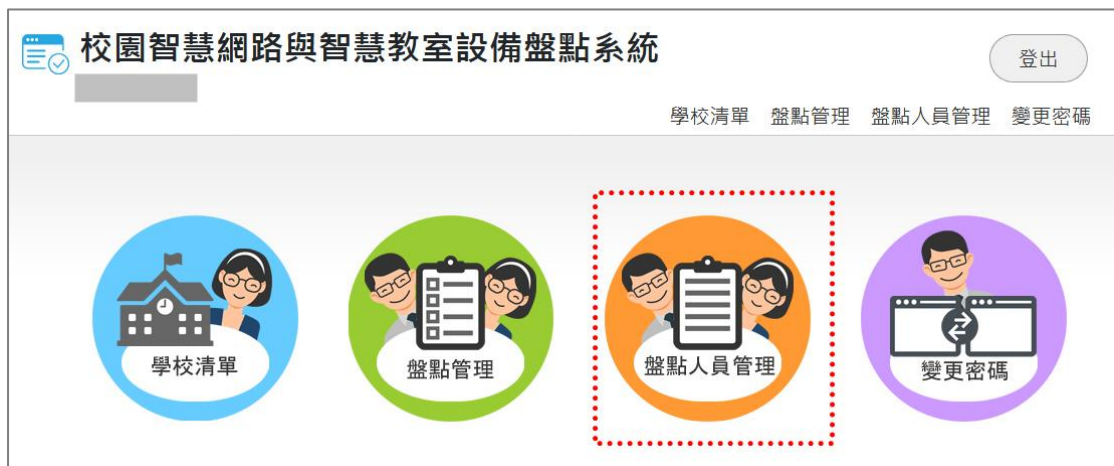 校園智慧網路與智慧教室設備盤點系統
登出
學校清單 盤點管理 盤點人員管理 變更密碼
學校清單 盤點管理 盤點人員管理 變更密碼